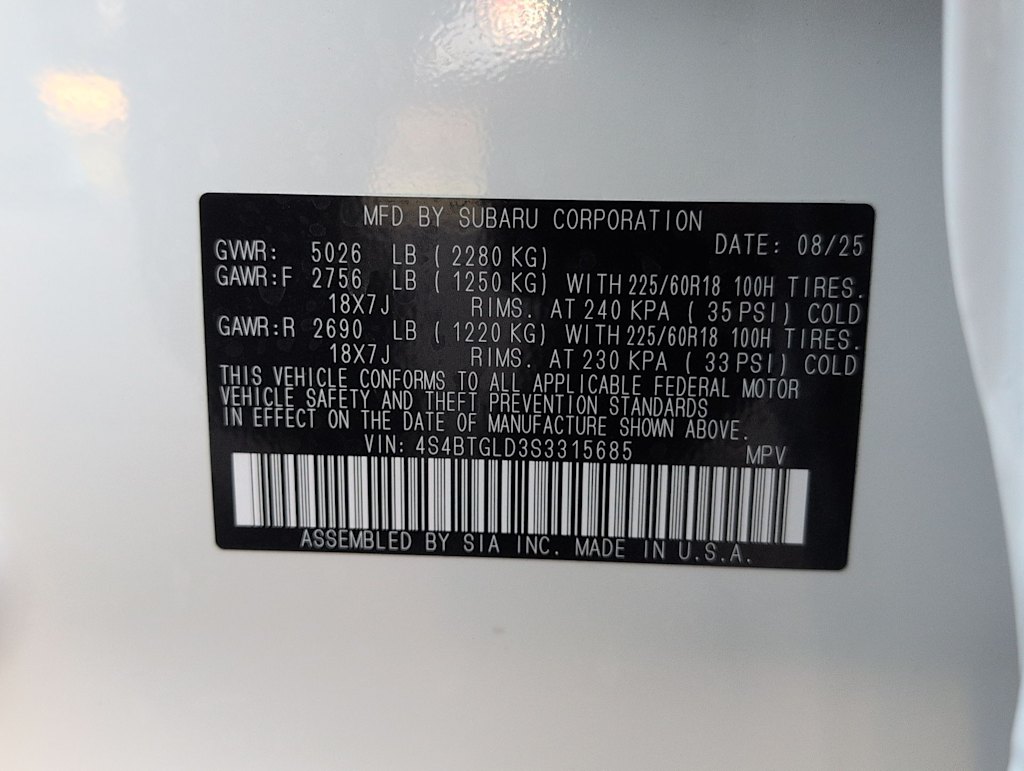 MFD BY SUBARU CORPORATION
GVWR: 5026 LB ( 2280 KG) DATE: 08/25
GAWR:F 2756 LB ( 1250 KG) WITH 225/60R18 100H TIRES.
18X7J RIMS. AT 240 KPA ( 35 PSI) COLD
GAWR:R 2690 LB ( 1220 KG) WITH 225/60R18 100H TIRES.
18X7J RIMS. AT 230 KPA ( 33 PSI) COLD
THIS VEHICLE CONFORMS TO ALL APPLICABLE FEDERAL MOTOR
VEHICLE SAFETY AND THEFT PREVENTION STANDARDS
IN EFFECT ON THE DATE OF MANUFACTURE SHOWN ABOVE.
VIN: 4S4BTGLD3S3315685 MPV
ASSEMBLED BY SIA INC. MADE IN U.S.A.